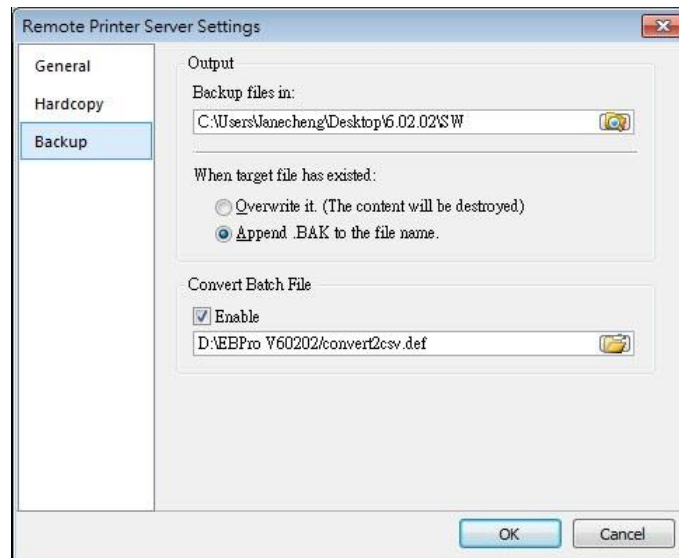 Remote Printer Server Settings
General
Hardcopy
Backup
Output
Backup files in:
C:\Users\Janecheng\Desktop\6.02.02\SW
When target file has existed:
Overwrite it. (The content will be destroyed)
Append .BAK to the file name.
Convert Batch File
Enable
D:\EBPro V60202/convert2csv.def
OK
Cancel